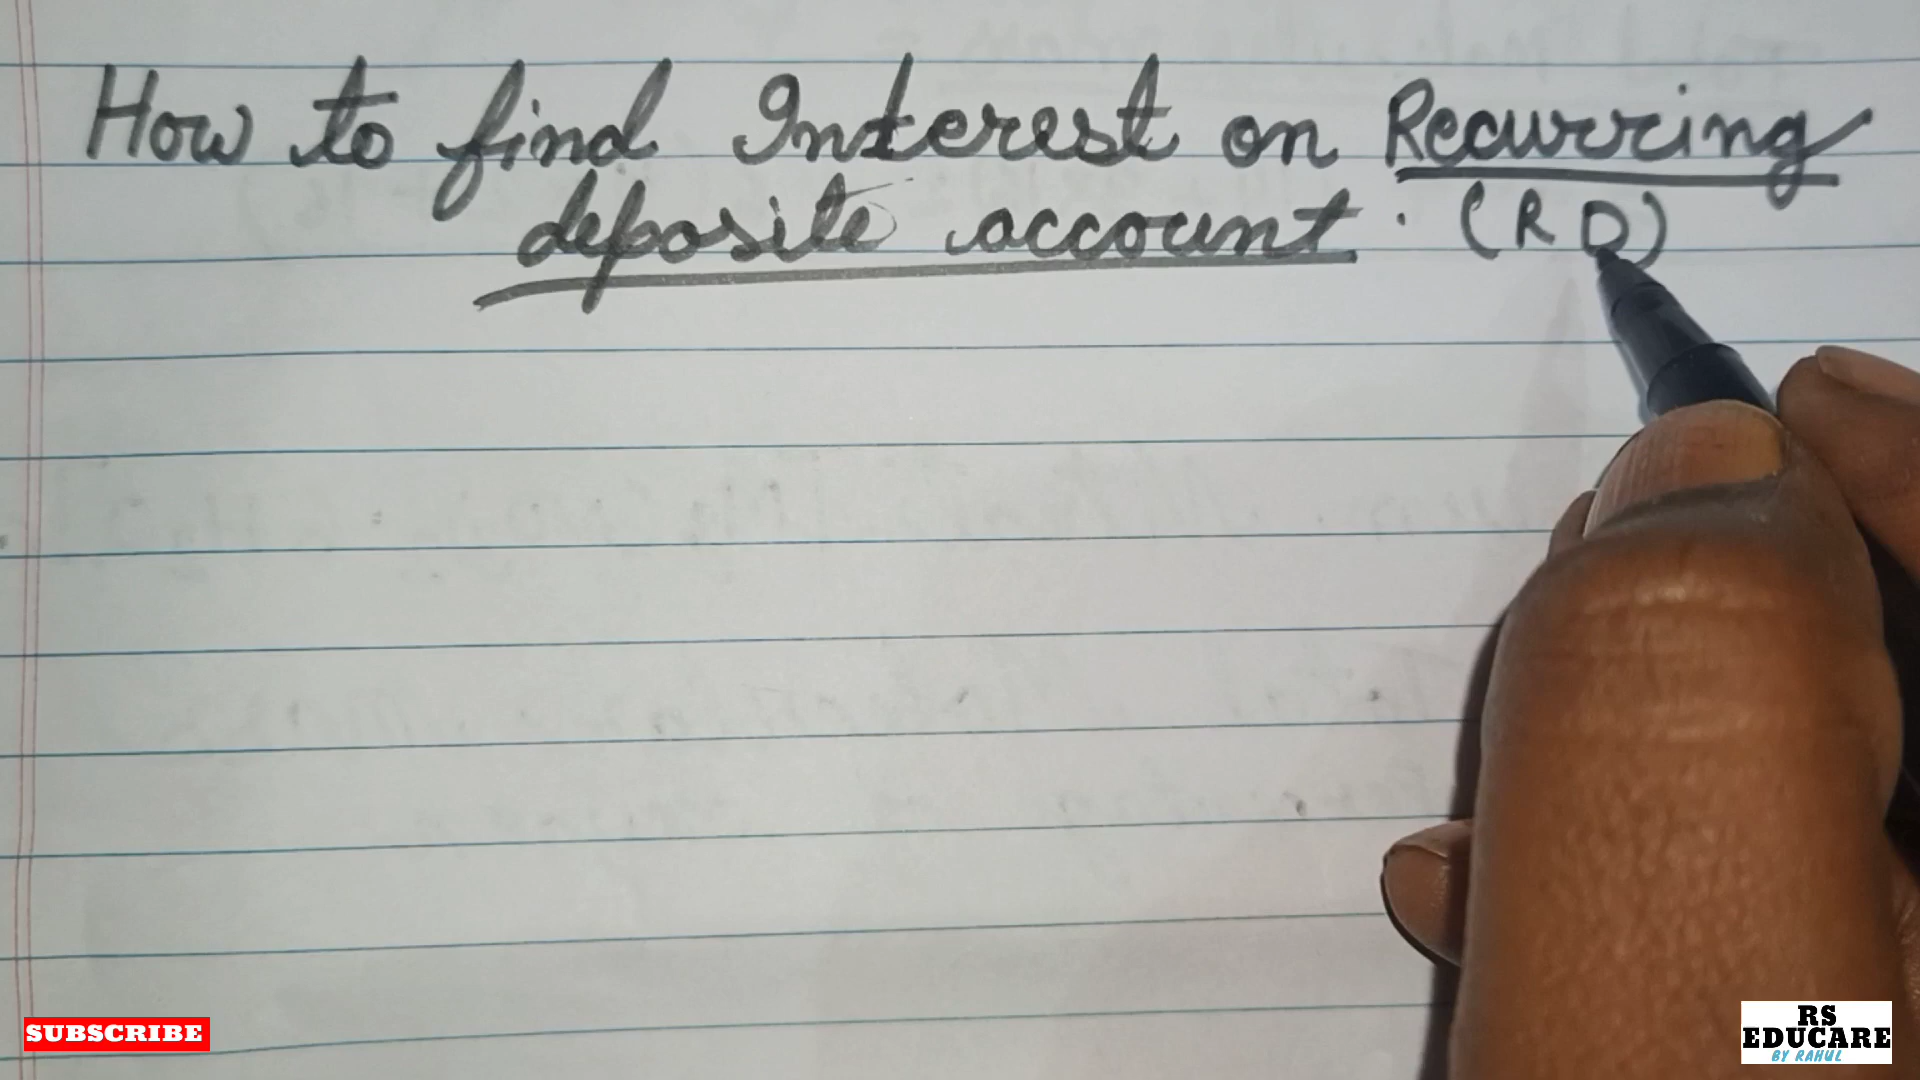 How to find Interest on Recurring
deposite account. (RD)
SUBSCRIBE
RS
EDUCARE
BY RAHUL